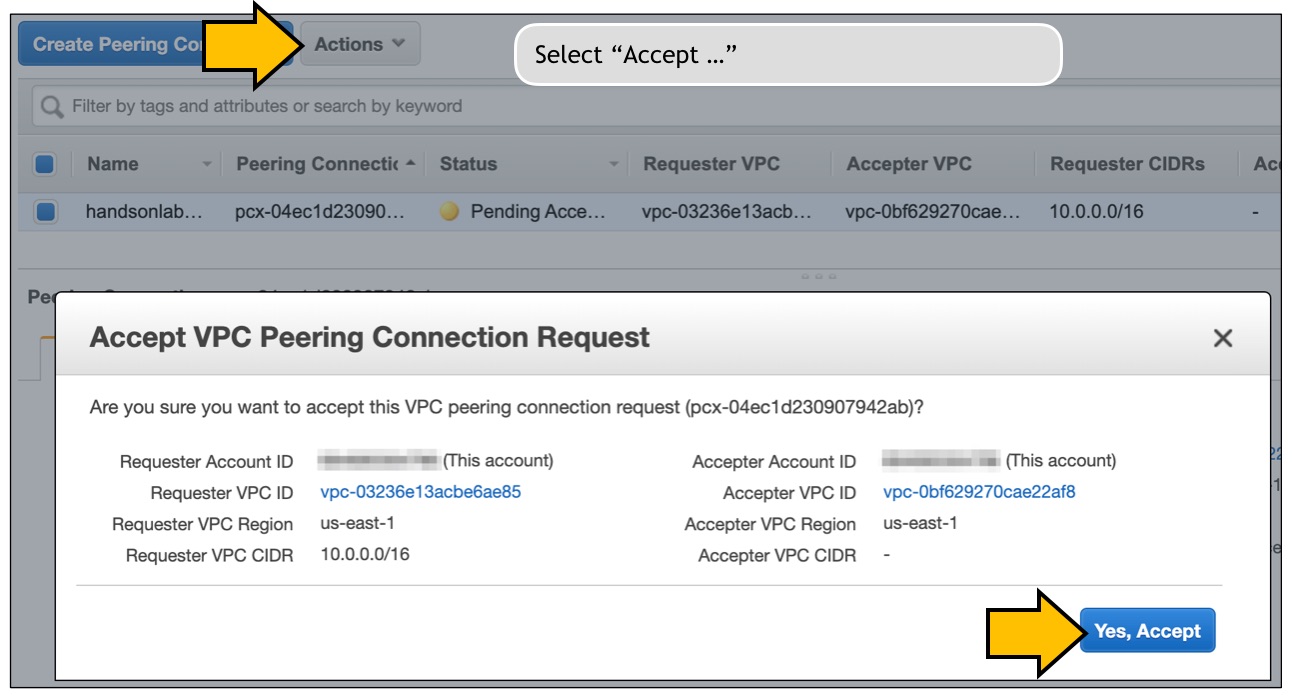 Create Peering Co
Actions
Select “Accept …”
Filter by tags and attributes or search by keyword
Name Peering Connectic Status Requester VPC Accepter VPC Requester CIDRs Acc
handsonlab... pcx-04ec1d23090... Pending Acce... vpc-03236e13acb... vpc-0bf629270cae... 10.0.0.0/16 -
Accept VPC Peering Connection Request
Are you sure you want to accept this VPC peering connection request (pcx-04ec1d230907942ab)?
Requester Account ID (This account) Accepter Account ID (This account)
Requester VPC ID vpc-03236e13acbe6ae85 Accepter VPC ID vpc-0bf629270cae22af8
Requester VPC Region us-east-1 Accepter VPC Region us-east-1
Requester VPC CIDR 10.0.0.0/16 Accepter VPC CIDR -
Yes, Accept